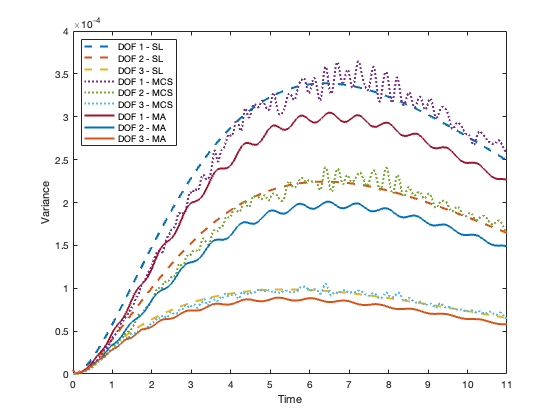 ×10⁻⁴
4
3.5
3
2.5
2
1.5
1
0.5
0
Variance
DOF 1 - SL
DOF 2 - SL
DOF 3 - SL
DOF 1 - MCS
DOF 2 - MCS
DOF 3 - MCS
DOF 1 - MA
DOF 2 - MA
DOF 3 - MA
0 1 2 3 4 5 6 7 8 9 10 11
Time